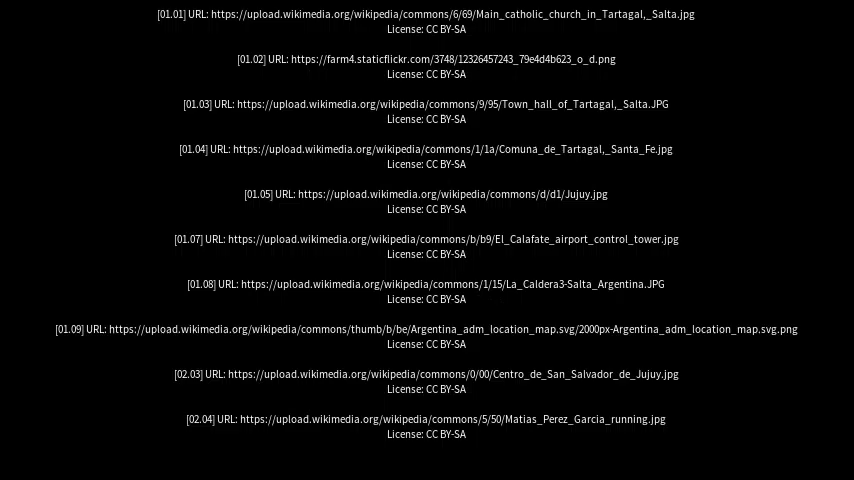 [01.01] URL: https://upload.wikimedia.org/wikipedia/commons/6/69/Main_catholic_church_in_Tartagal,_Salta.jpg
License: CC BY-SA
[01.02] URL: https://farm4.staticflickr.com/3748/12326457243_79e4d4b623_o_d.png
License: CC BY-SA
[01.03] URL: https://upload.wikimedia.org/wikipedia/commons/9/95/Town_hall_of_Tartagal,_Salta.JPG
License: CC BY-SA
[01.04] URL: https://upload.wikimedia.org/wikipedia/commons/1/1a/Comuna_de_Tartagal,_Santa_Fe.jpg
License: CC BY-SA
[01.05] URL: https://upload.wikimedia.org/wikipedia/commons/d/d1/Jujuy.jpg
License: CC BY-SA
[01.07] URL: https://upload.wikimedia.org/wikipedia/commons/b/b9/El_Calafate_airport_control_tower.jpg
License: CC BY-SA
[01.08] URL: https://upload.wikimedia.org/wikipedia/commons/1/15/La_Caldera3-Salta_Argentina.JPG
License: CC BY-SA
[01.09] URL: https://upload.wikimedia.org/wikipedia/commons/thumb/b/be/Argentina_adm_location_map.svg/2000px-Argentina_adm_location_map.svg.png
License: CC BY-SA
[02.03] URL: https://upload.wikimedia.org/wikipedia/commons/0/00/Centro_de_San_Salvador_de_Jujuy.jpg
License: CC BY-SA
[02.04] URL: https://upload.wikimedia.org/wikipedia/commons/5/50/Matias_Perez_Garcia_running.jpg
License: CC BY-SA